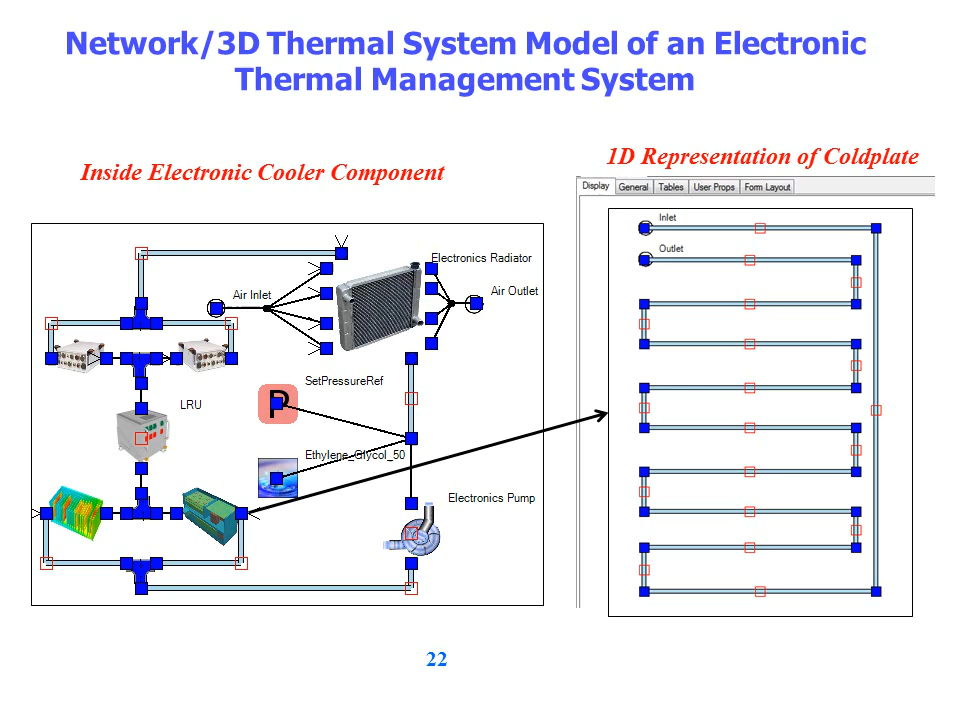 Network/3D Thermal System Model of an Electronic
Thermal Management System
Inside Electronic Cooler Component
1D Representation of Coldplate
Display General Tables User Props Form Layout
Inlet
Outlet
Electronics Radiator
Air Inlet
Air Outlet
SetPressureRef
P
LRU
Ethylene_Glycol_50
Electronics Pump
22